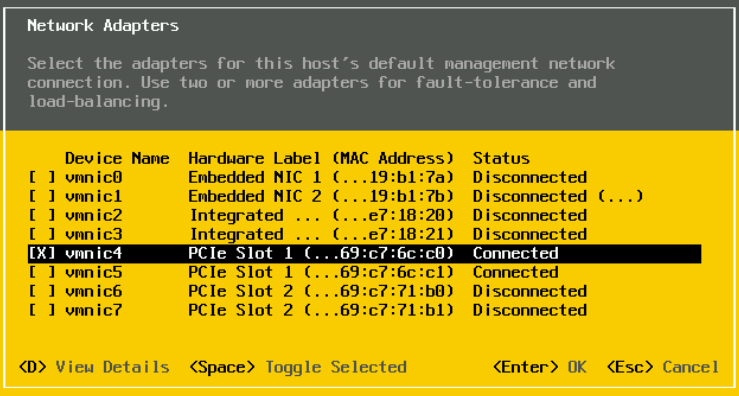 Network Adapters
Select the adapters for this host's default management network
connection. Use two or more adapters for fault-tolerance and
load-balancing.
Device Name Hardware Label (MAC Address) Status
[ ] vmnic0 Embedded NIC 1 (...19:b1:7a) Disconnected
[ ] vmnic1 Embedded NIC 2 (...19:b1:7b) Disconnected (...)
[ ] vmnic2 Integrated ... (...e7:18:20) Disconnected
[ ] vmnic3 Integrated ... (...e7:18:21) Disconnected
[X] vmnic4 PCIe Slot 1 (...69:c7:6c:c0) Connected
[ ] vmnic5 PCIe Slot 1 (...69:c7:6c:c1) Connected
[ ] vmnic6 PCIe Slot 2 (...69:c7:71:b0) Disconnected
[ ] vmnic7 PCIe Slot 2 (...69:c7:71:b1) Disconnected
<D> View Details <Space> Toggle Selected <Enter> OK <Esc> Cancel